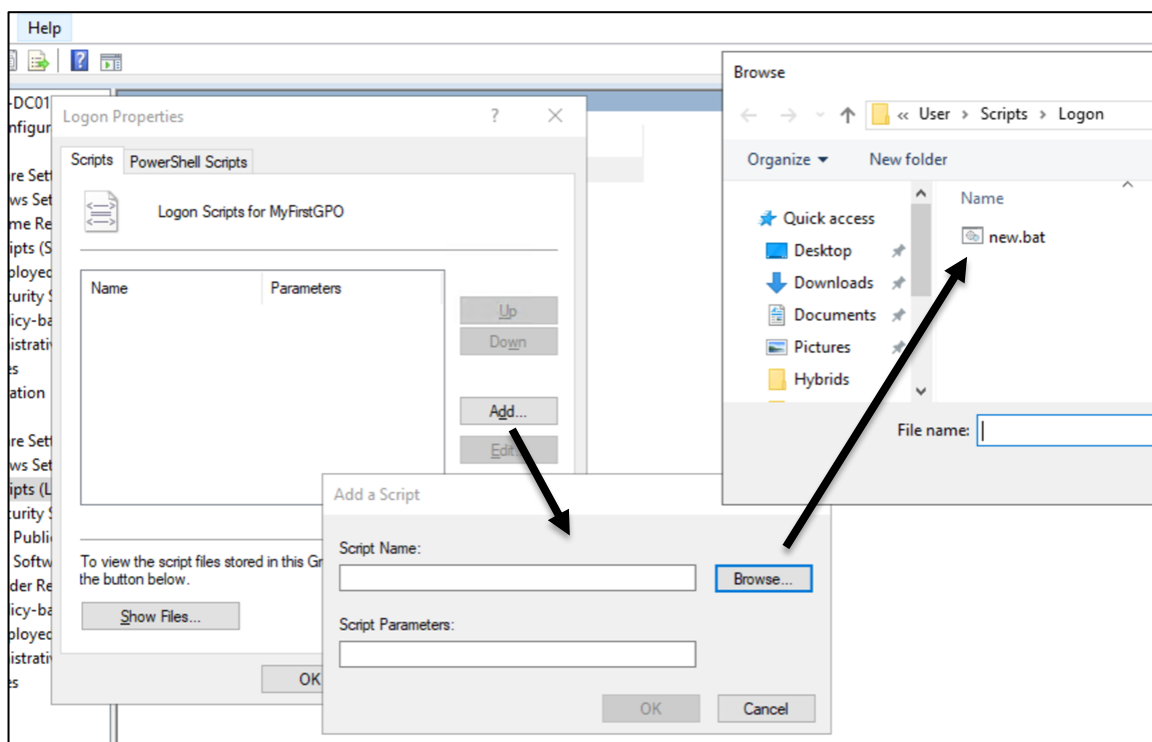 Help
-DC01
nfigur
re Sett
ws Set
me Re
ipts (S
ployed
curity S
licy-ba
istrativ
es
ation
re Sett
ws Set
ipts (L
curity S
Publi
Softw
der Re
licy-ba
ployed
istrativ
es
Logon Properties
?
Scripts
PowerShell Scripts
Logon Scripts for MyFirstGPO
Name
Parameters
Up
Down
Add...
Edit
To view the script files stored in this Gr
the button below.
Show Files...
OK
Add a Script
Script Name:
Browse...
Script Parameters:
OK
Cancel
Browse
« User > Scripts > Logon
Organize
New folder
Quick access
Desktop
Downloads
Documents
Pictures
Hybrids
Name
new.bat
File name: